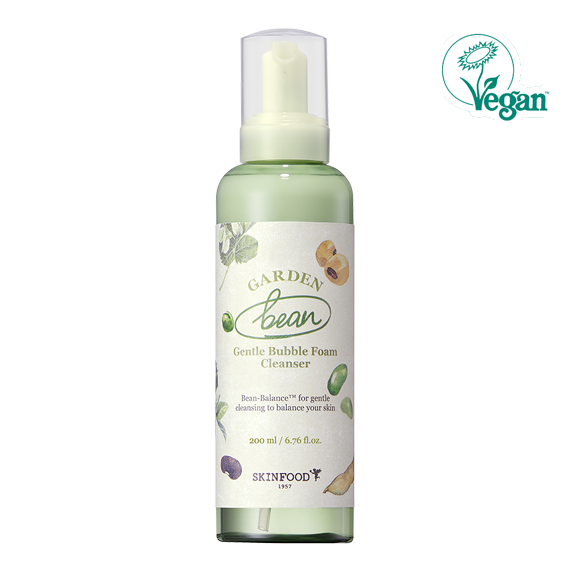 Vegan™
GARDEN
bean
Gentle Bubble Foam
Cleanser
Bean-Balance™ for gentle
cleansing to balance your skin
200 ml / 6.76 fl.oz.
SKINFOOD
1957